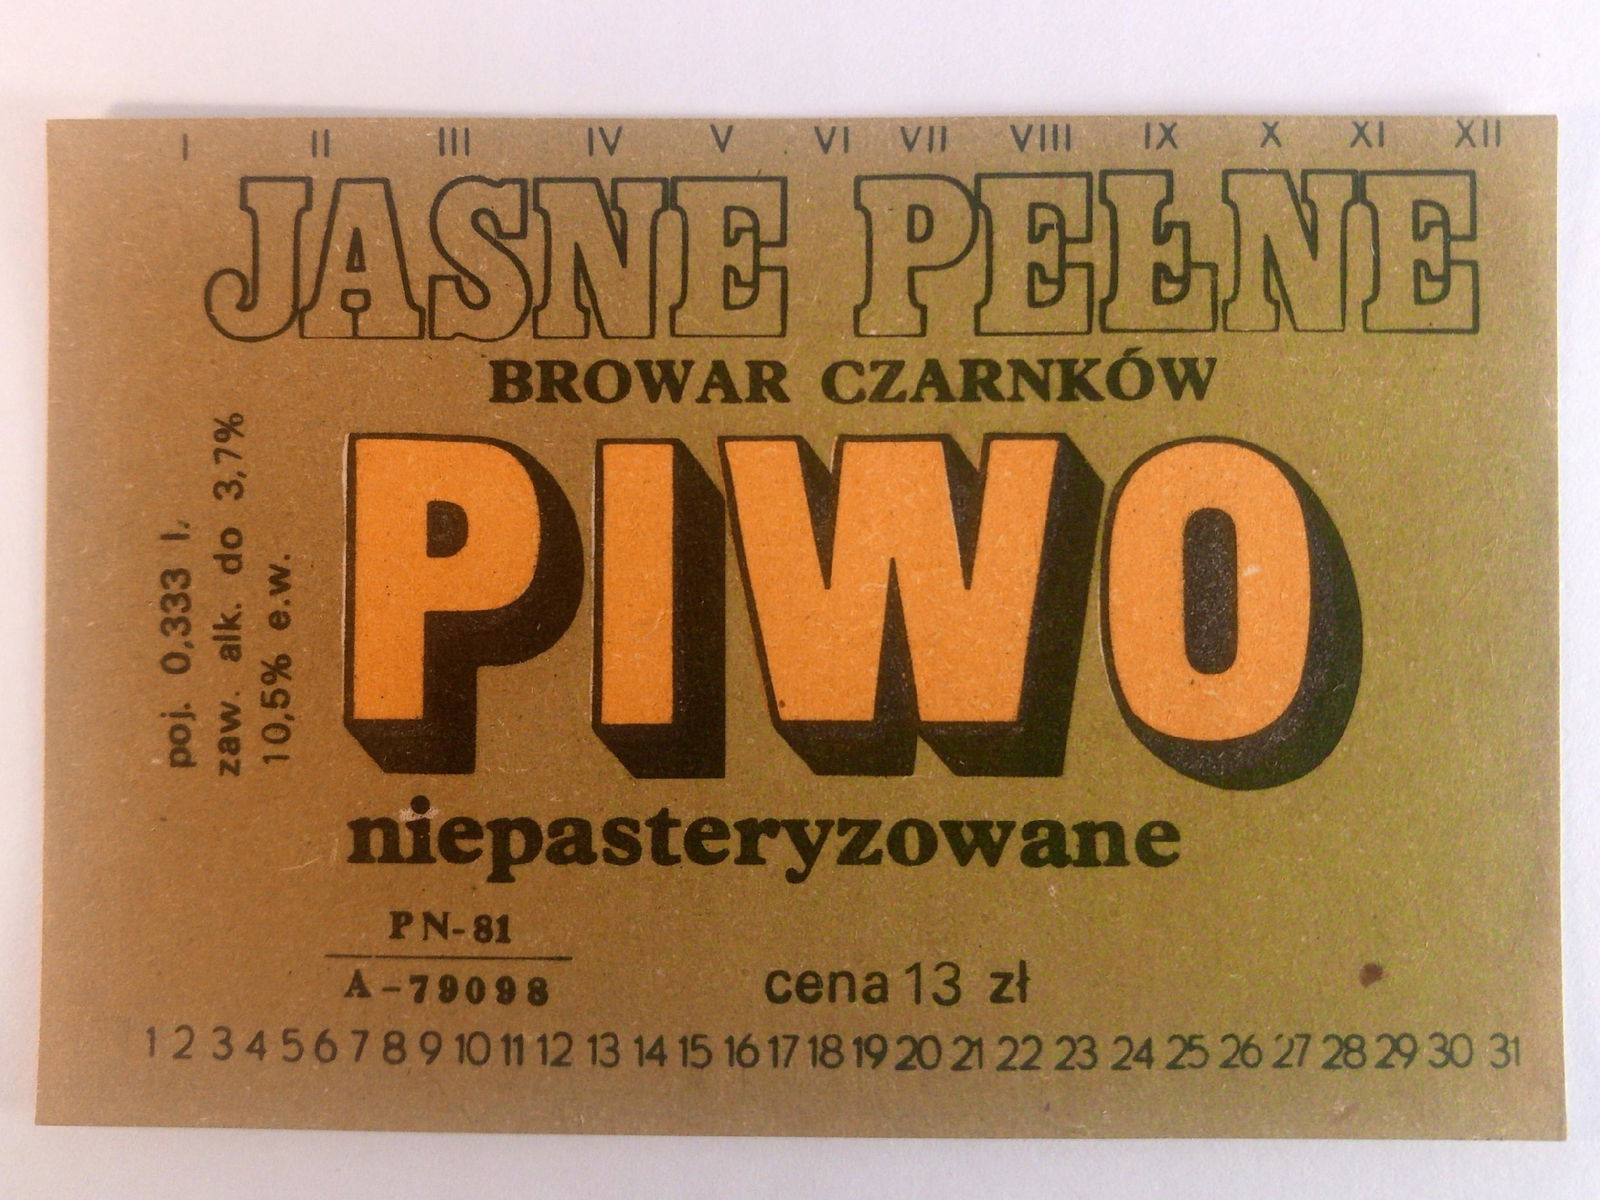 I II III IV V VI VII VIII IX X XI XII
JASNE PEŁNE
BROWAR CZARNKÓW
PIWO
poj. 0,333 l.
zaw. alk. do 3,7%
10,5% e.w.
niepasteryzowane
PN-81
A-79098
cena 13 zł
1 2 3 4 5 6 7 8 9 10 11 12 13 14 15 16 17 18 19 20 21 22 23 24 25 26 27 28 29 30 31